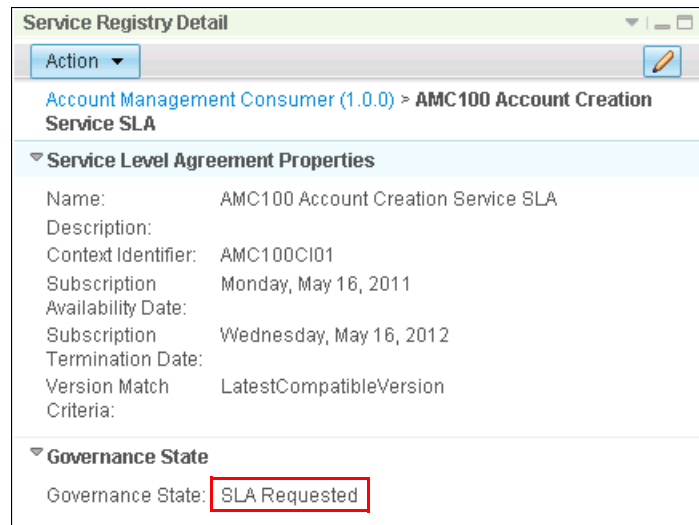 Service Registry Detail
Action
Account Management Consumer (1.0.0) > AMC100 Account Creation
Service SLA
Service Level Agreement Properties
Name: AMC100 Account Creation Service SLA
Description:
Context Identifier: AMC100CI01
Subscription Monday, May 16, 2011
Availability Date:
Subscription Wednesday, May 16, 2012
Termination Date:
Version Match LatestCompatibleVersion
Criteria:
Governance State
Governance State: SLA Requested